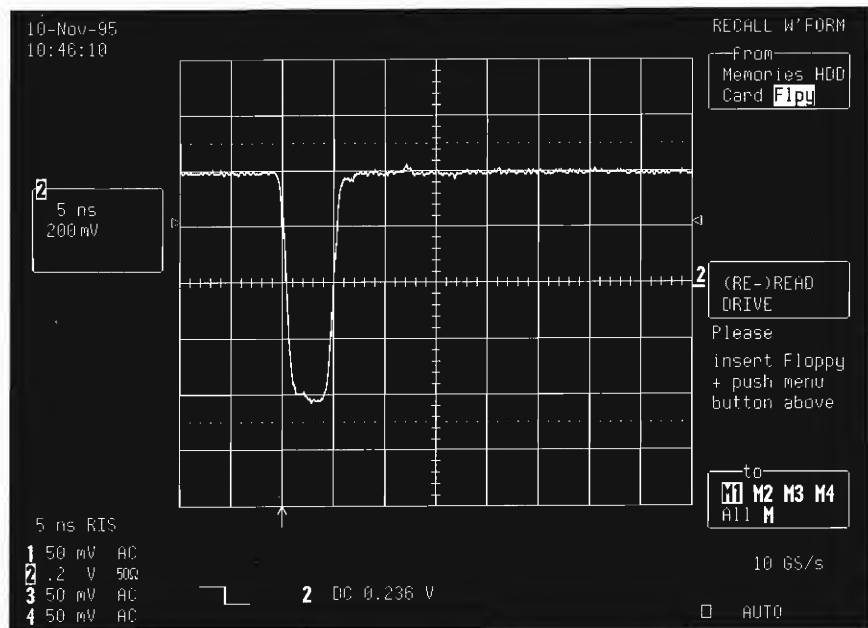 10-Nov-95
10:46:10
RECALL W'FORM
from
Memories HDD
Card Flpy
2
5 ns
200mV
2
(RE-)READ
DRIVE
Please
insert Floppy
+ push menu
button above
to
M1 M2 M3 M4
All M
5 ns RIS
1 50 mV AC
2 .2 V 50Ω
3 50 mV AC
4 50 mV AC
2 DC 0.236 V
10 GS/s
AUTO